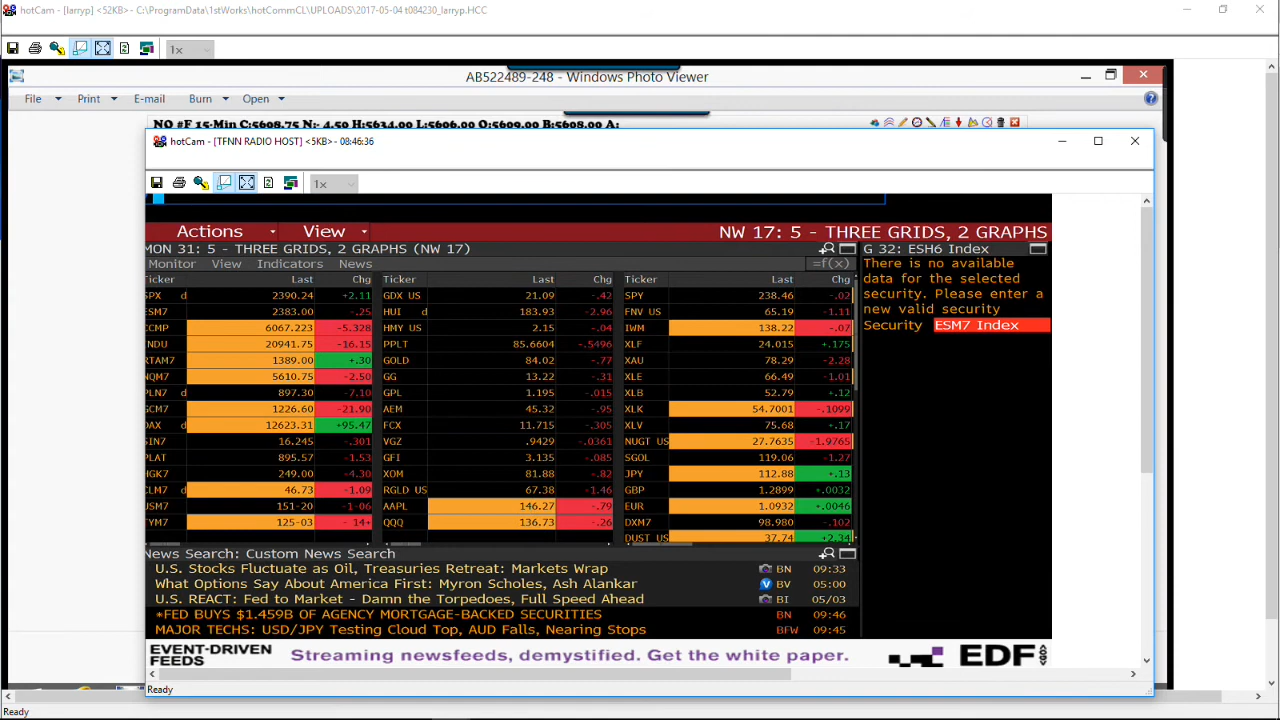 hotCam - [larryp] <52KB> - C:\ProgramData\1stWorks\hotCommCL\UPLOADS\2017-05-04 t084230_larryp.HCC
1x
AB522489-248 - Windows Photo Viewer
File Print E-mail Burn Open
NQ #F 15-Min C:5608.75 N:- 4.50 H:5634.00 L:5606.00 O:5609.00 B:5608.00 A:
hotCam - [TFNN RADIO HOST] <5KB> - 08:46:36
1x
Actions View NW 17: 5 - THREE GRIDS, 2 GRAPHS
MON 31: 5 - THREE GRIDS, 2 GRAPHS (NW 17) G 32: ESH6 Index
Monitor View Indicators News =f(x) There is no available
Ticker Last Chg Ticker Last Chg Ticker Last Chg data for the selected
SPX d 2390.24 +2.11 GDX US 21.09 -.42 SPY 238.46 -.02 security. Please enter a
ESM7 2383.00 -.25 HUI d 183.93 -2.96 FNV US 65.19 -1.11 new valid security
CCMP 6067.223 -5.328 HMY US 2.15 -.04 IWM 138.22 -.07 Security ESM7 Index
NDU 20941.75 -16.15 PPLT 85.6604 -.5496 XLF 24.015 +.175
RTAM7 1389.00 +.30 GOLD 84.02 -.77 XAU 78.29 -2.28
NQM7 5610.75 -2.50 GG 13.22 -.31 XLE 66.49 -1.01
PLN7 d 897.30 -7.10 GPL 1.195 -.015 XLB 52.79 +.12
GCM7 1226.60 -21.90 AEM 45.32 -.95 XLK 54.7001 -.1099
DAX d 12623.31 +95.47 FCX 11.715 -.305 XLV 75.68 +.17
SIN7 16.245 -.301 VGZ .9429 -.0361 NUGT US 27.7635 -1.9765
PLAT 895.57 -1.53 GFI 3.135 -.085 SGOL 119.06 -1.27
HGK7 249.00 -4.30 XOM 81.88 -.82 JPY 112.88 +.13
CLM7 d 46.73 -1.09 RGLD US 67.38 -1.46 GBP 1.2899 +.0032
USM7 151-20 -1-06 AAPL 146.27 -.79 EUR 1.0932 +.0046
TYM7 125-03 - 14+ QQQ 136.73 -.26 DXM7 98.980 -.102
DUST US 37.74 +2.34
News Search: Custom News Search
U.S. Stocks Fluctuate as Oil, Treasuries Retreat: Markets Wrap BN 09:33
What Options Say About America First: Myron Scholes, Ash Alankar V BV 05:00
U.S. REACT: Fed to Market - Damn the Torpedoes, Full Speed Ahead BI 05/03
*FED BUYS $1.459B OF AGENCY MORTGAGE-BACKED SECURITIES BN 09:46
MAJOR TECHS: USD/JPY Testing Cloud Top, AUD Falls, Nearing Stops BFW 09:45
EVENT-DRIVEN FEEDS Streaming newsfeeds, demystified. Get the white paper. EDF
Ready
Ready